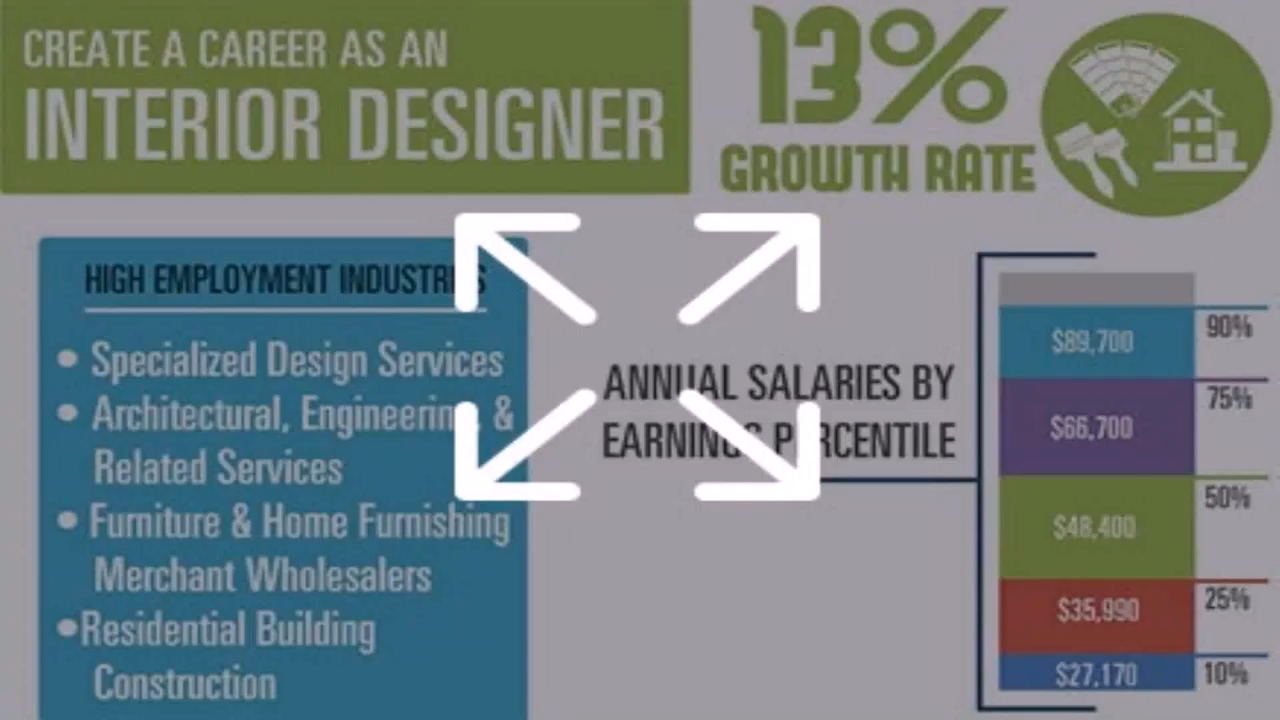 CREATE A CAREER AS AN
INTERIOR DESIGNER
13%
GROWTH RATE
HIGH EMPLOYMENT INDUSTRIES
• Specialized Design Services
• Architectural, Engineering, &
Related Services
• Furniture & Home Furnishing
Merchant Wholesalers
•Residential Building
Construction
ANNUAL SALARIES BY
EARNINGS PERCENTILE
$89,700
90%
$66,700
75%
$48,400
50%
$35,990
25%
$27,170
10%